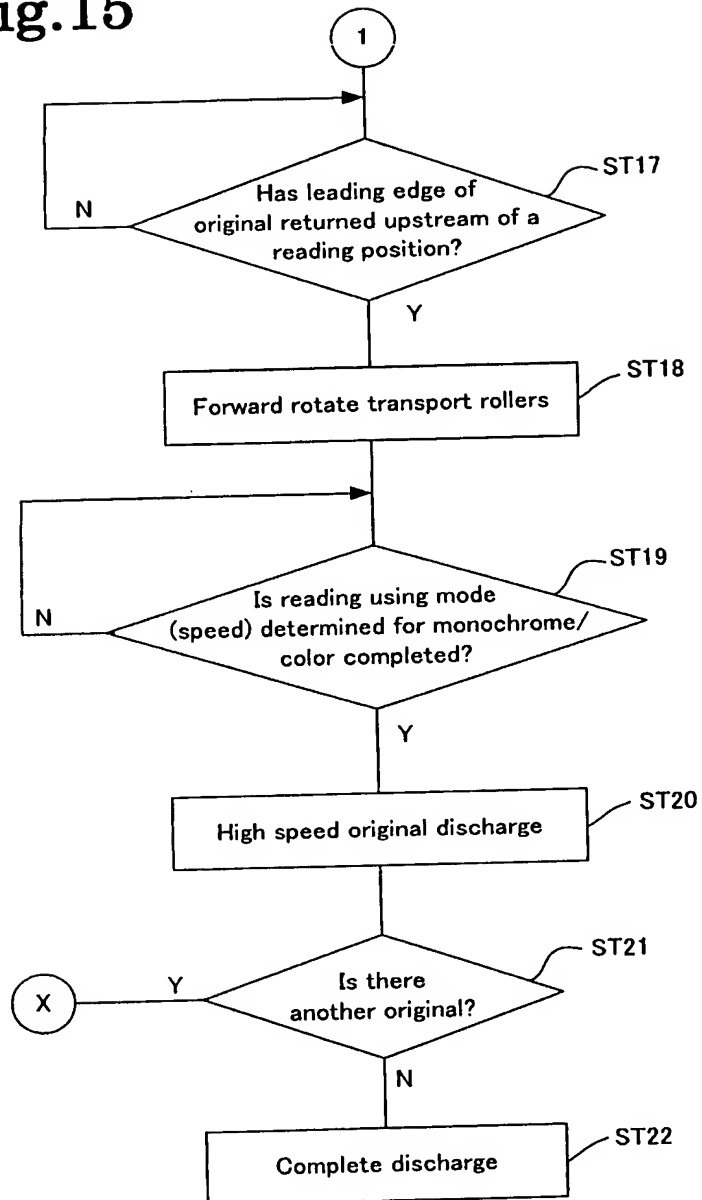 ig.15
1
Has leading edge of
original returned upstream of a
reading position?
ST17
N
Y
Forward rotate transport rollers
ST18
Is reading using mode
(speed) determined for monochrome/
color completed?
ST19
N
Y
High speed original discharge
ST20
Is there
another original?
ST21
Y
X
N
Complete discharge
ST22